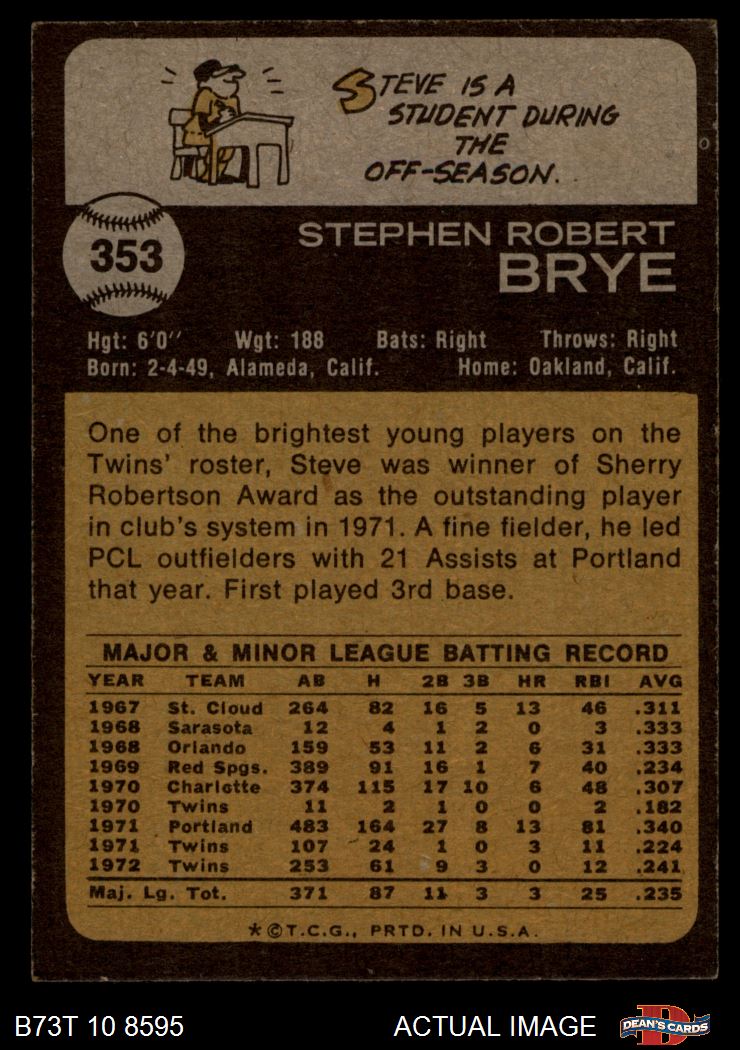 STEVE IS A
STUDENT DURING
THE
OFF-SEASON.
353
STEPHEN ROBERT
BRYE
Hgt: 6'0" Wgt: 188 Bats: Right Throws: Right
Born: 2-4-49, Alameda, Calif. Home: Oakland, Calif.
One of the brightest young players on the
Twins' roster, Steve was winner of Sherry
Robertson Award as the outstanding player
in club's system in 1971. A fine fielder, he led
PCL outfielders with 21 Assists at Portland
that year. First played 3rd base.
MAJOR & MINOR LEAGUE BATTING RECORD
YEAR TEAM AB H 2B 3B HR RBI AVG
1967 St. Cloud 264 82 16 5 13 46 .311
1968 Sarasota 12 4 1 2 0 3 .333
1968 Orlando 159 53 11 2 6 31 .333
1969 Red Spgs. 389 91 16 1 7 40 .234
1970 Charlotte 374 115 17 10 6 48 .307
1970 Twins 11 2 1 0 0 2 .182
1971 Portland 483 164 27 8 13 81 .340
1971 Twins 107 24 1 0 3 11 .224
1972 Twins 253 61 9 3 0 12 .241
Maj. Lg. Tot. 371 87 11 3 3 25 .235
*©T.C.G., PRTD. IN U.S.A.
B73T 10 8595 ACTUAL IMAGE D DEAN'S CARDS